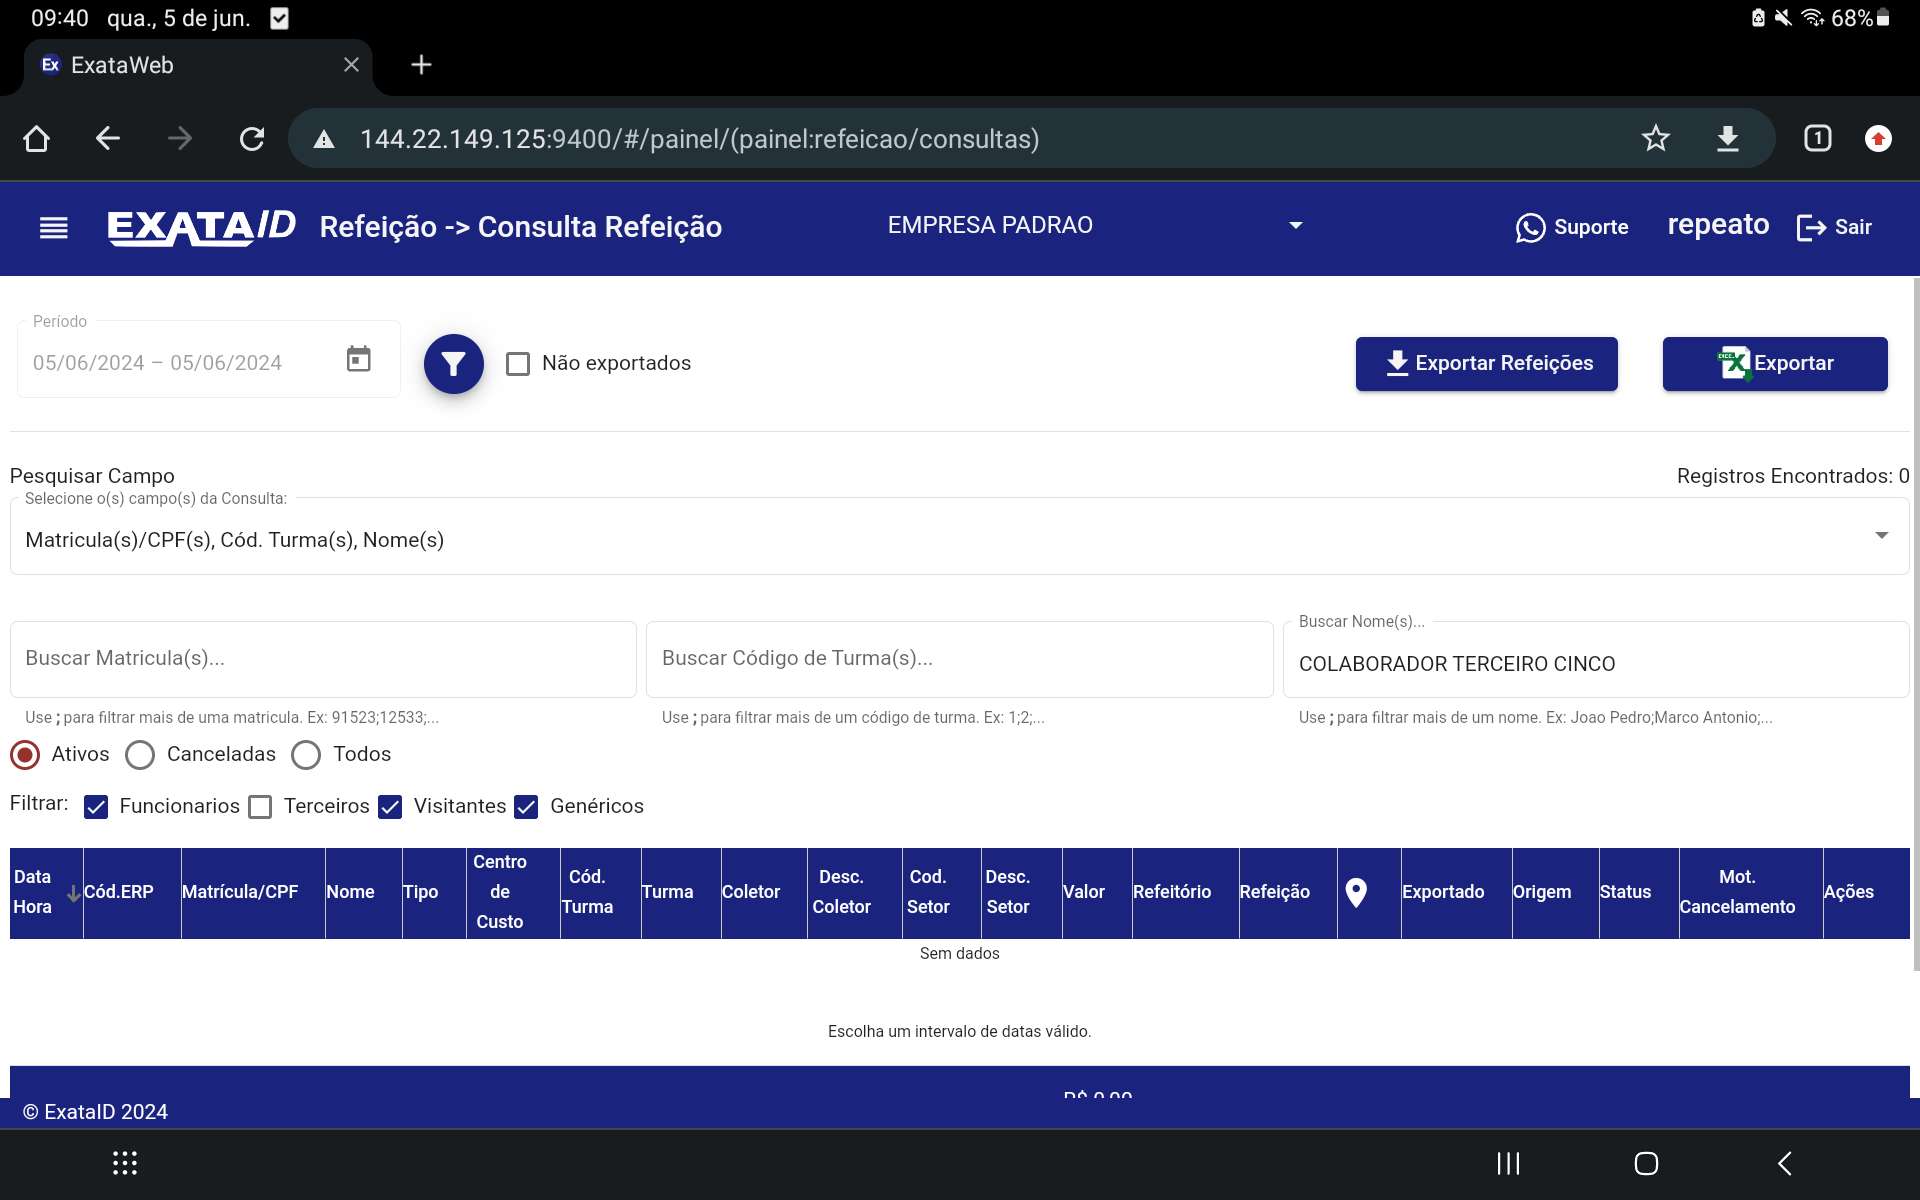 09:40 qua., 5 de jun. 68%
Ex ExataWeb
144.22.149.125:9400/#/painel/(painel:refeicao/consultas) 1
EXATAID Refeição -> Consulta Refeição EMPRESA PADRAO Suporte repeato Sair
Período
05/06/2024 – 05/06/2024 Não exportados Exportar Refeições Exportar
Pesquisar Campo Registros Encontrados: 0
Selecione o(s) campo(s) da Consulta:
Matricula(s)/CPF(s), Cód. Turma(s), Nome(s)
Buscar Nome(s)...
Buscar Matricula(s)... Buscar Código de Turma(s)... COLABORADOR TERCEIRO CINCO
Use ; para filtrar mais de uma matricula. Ex: 91523;12533;... Use ; para filtrar mais de um código de turma. Ex: 1;2;... Use ; para filtrar mais de um nome. Ex: Joao Pedro;Marco Antonio;...
Ativos Canceladas Todos
Filtrar: Funcionarios Terceiros Visitantes Genéricos
Data Hora Cód.ERP Matrícula/CPF Nome Tipo Centro de Custo Cód. Turma Turma Coletor Desc. Coletor Cod. Setor Desc. Setor Valor Refeitório Refeição Exportado Origem Status Mot. Cancelamento Ações
Sem dados
Escolha um intervalo de datas válido.
R$ 0,00
© ExataID 2024